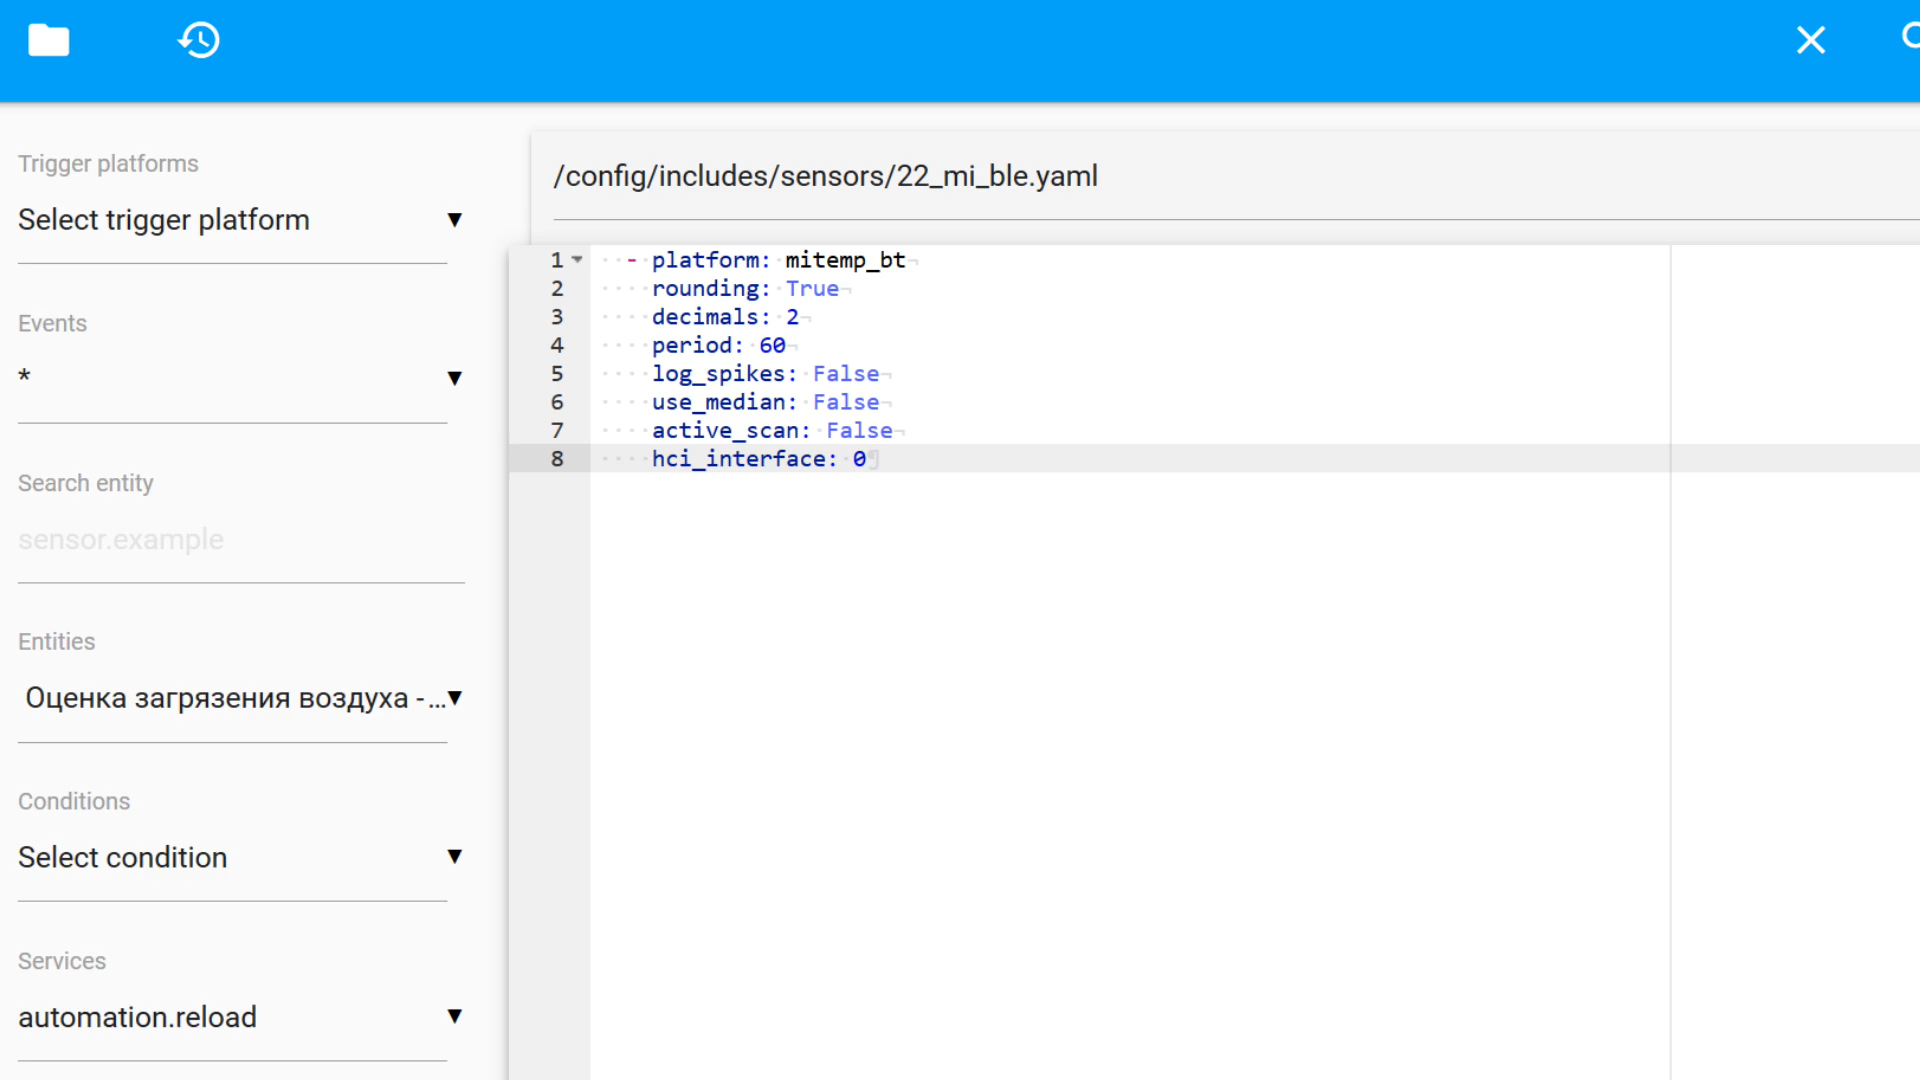 Trigger platforms
Select trigger platform
Events
*
Search entity
sensor.example
Entities
Оценка загрязения воздуха -...
Conditions
Select condition
Services
automation.reload
/config/includes/sensors/22_mi_ble.yaml
1 - platform: mitemp_bt
2 rounding: True
3 decimals: 2
4 period: 60
5 log_spikes: False
6 use_median: False
7 active_scan: False
8 hci_interface: 0